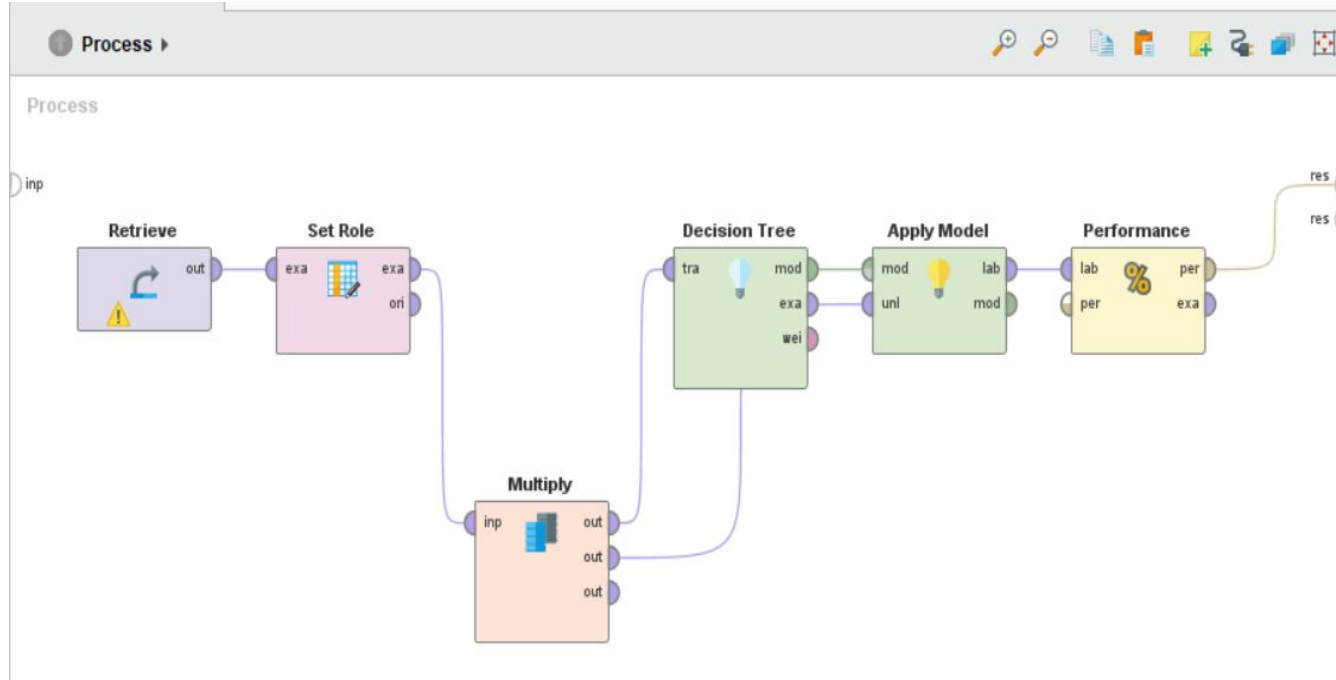 Process
Process
inp
res
res
Retrieve
out
Set Role
exa exa
ori
Decision Tree
tra mod
exa
wei
Apply Model
mod lab
unl mod
Performance
% 
lab per
per exa
Multiply
inp out
out
out